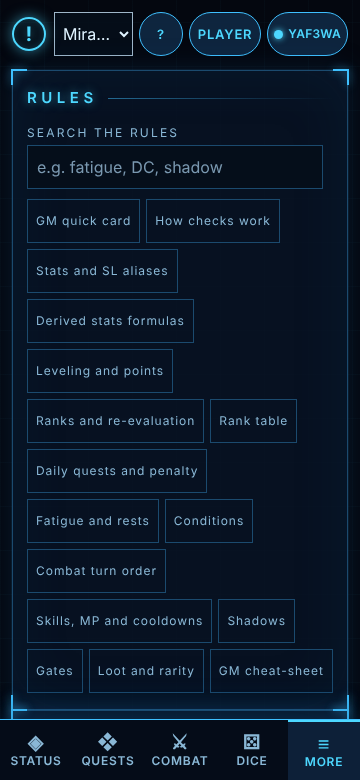 ! Mira... ? PLAYER YAF3WA
RULES
SEARCH THE RULES
e.g. fatigue, DC, shadow
GM quick card How checks work
Stats and SL aliases
Derived stats formulas
Leveling and points
Ranks and re-evaluation Rank table
Daily quests and penalty
Fatigue and rests Conditions
Combat turn order
Skills, MP and cooldowns Shadows
Gates Loot and rarity GM cheat-sheet
STATUS QUESTS COMBAT DICE MORE